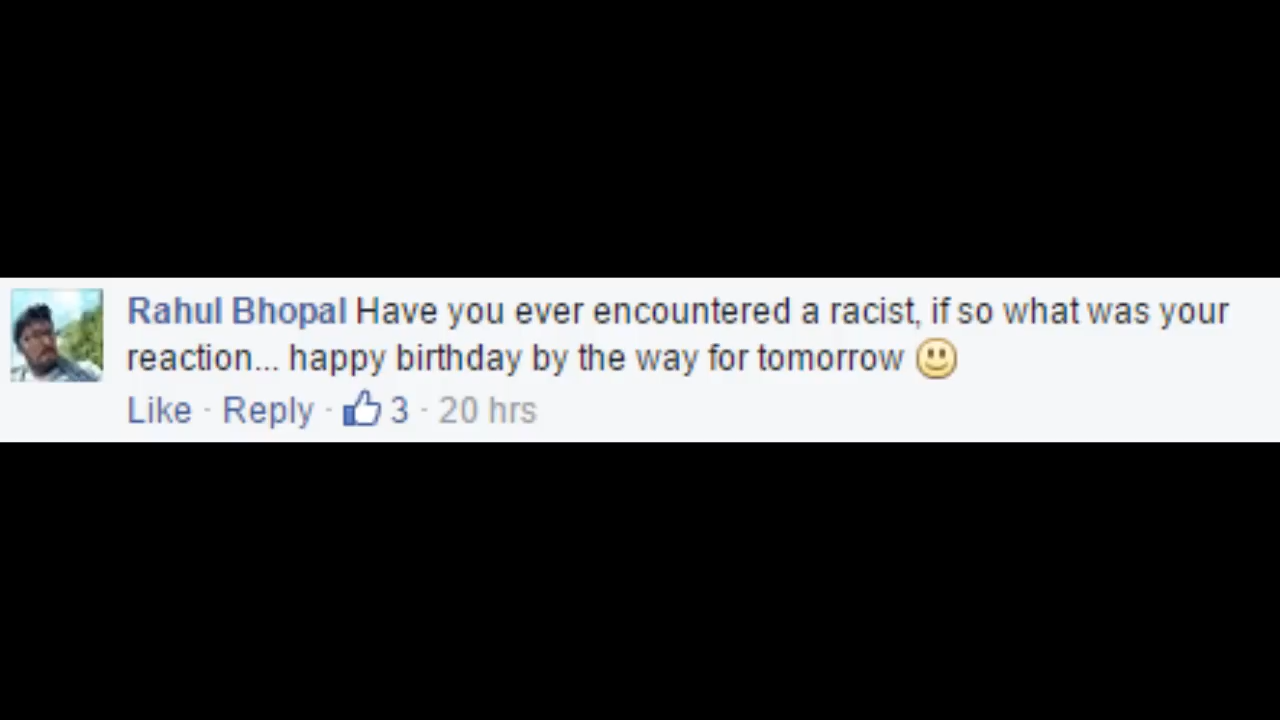 Rahul Bhopal Have you ever encountered a racist, if so what was your
reaction... happy birthday by the way for tomorrow
Like · Reply · 3 · 20 hrs